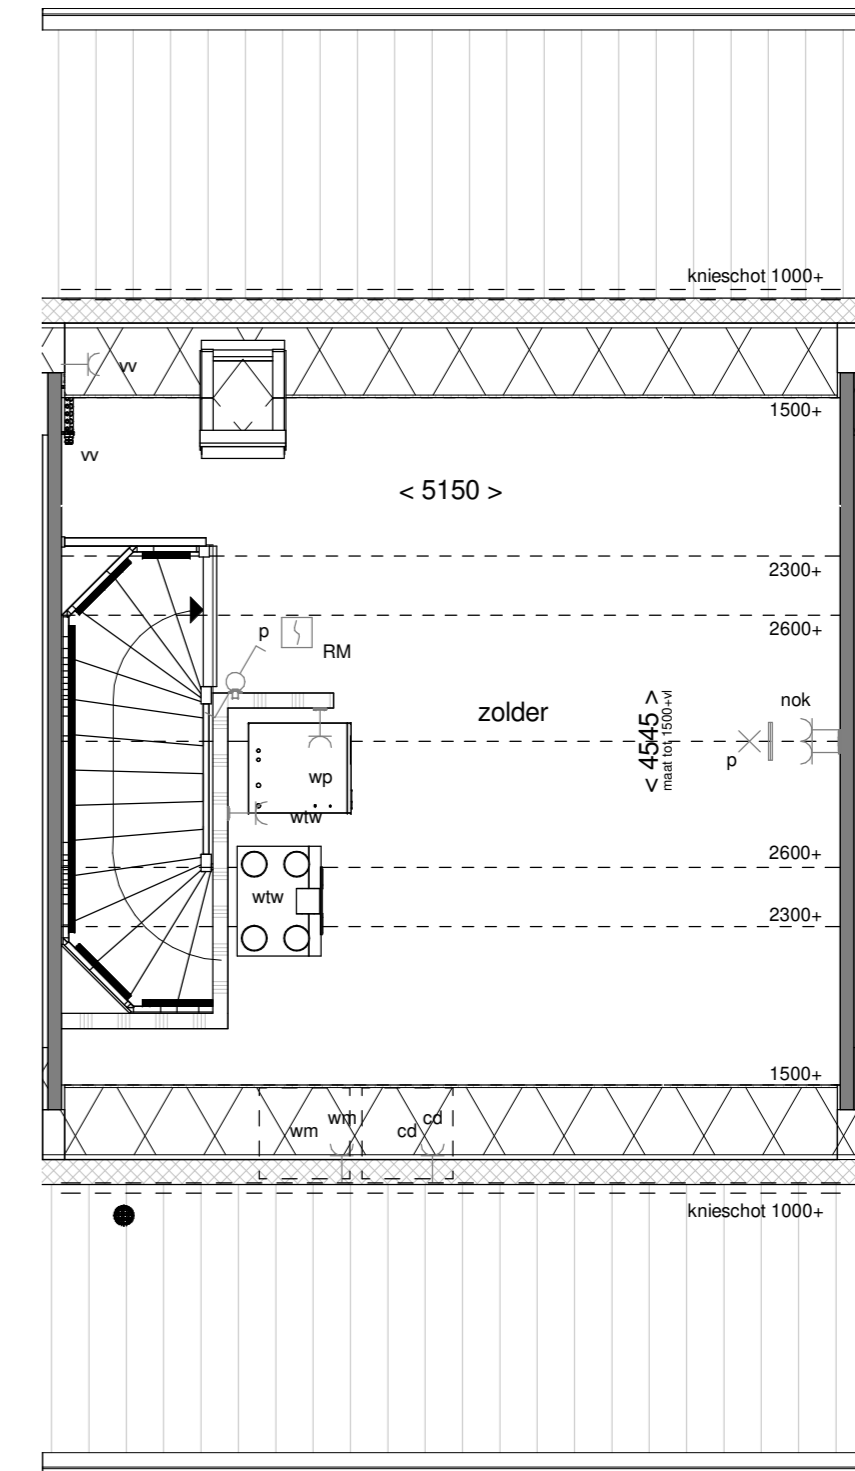 knieschot 1000+
vv
1500+
vv
< 5150 >
2300+
2600+
p
RM
nok
zolder
< 4545 >
maat tot 1500+vl
p
wp
wtw
2600+
wtw
2300+
1500+
wm
wm
cd
cd
knieschot 1000+